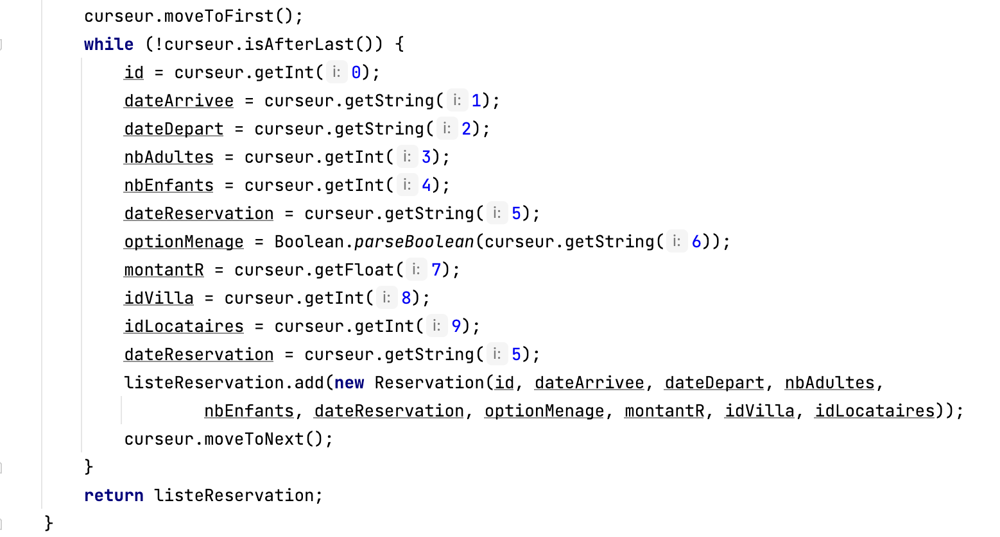 curseur.moveToFirst();
while (!curseur.isAfterLast()) {
id = curseur.getInt( i: 0);
dateArrivee = curseur.getString( i: 1);
dateDepart = curseur.getString( i: 2);
nbAdultes = curseur.getInt( i: 3);
nbEnfants = curseur.getInt( i: 4);
dateReservation = curseur.getString( i: 5);
optionMenage = Boolean.parseBoolean(curseur.getString( i: 6));
montantR = curseur.getFloat( i: 7);
idVilla = curseur.getInt( i: 8);
idLocataires = curseur.getInt( i: 9);
dateReservation = curseur.getString( i: 5);
listeReservation.add(new Reservation(id, dateArrivee, dateDepart, nbAdultes,
nbEnfants, dateReservation, optionMenage, montantR, idVilla, idLocataires));
curseur.moveToNext();
}
return listeReservation;
}